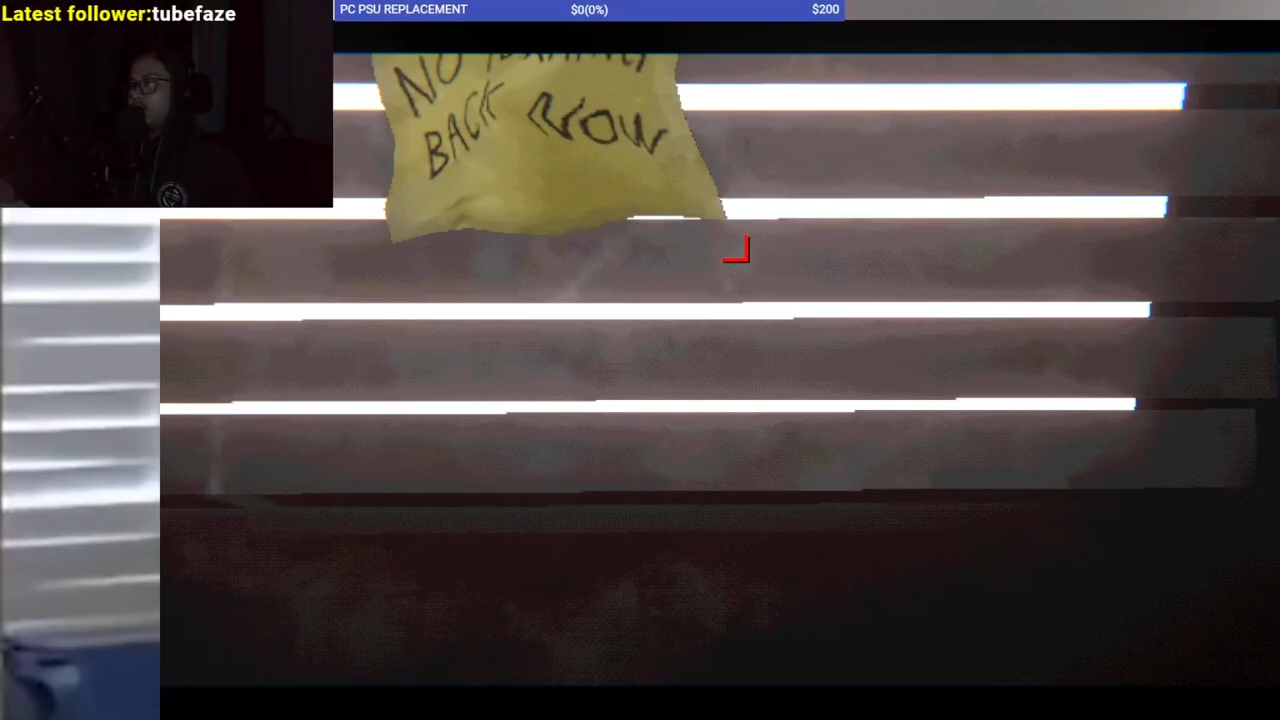 Latest follower:tubefaze
PC PSU REPLACEMENT $0(0%) $200
NO
BACK NOW